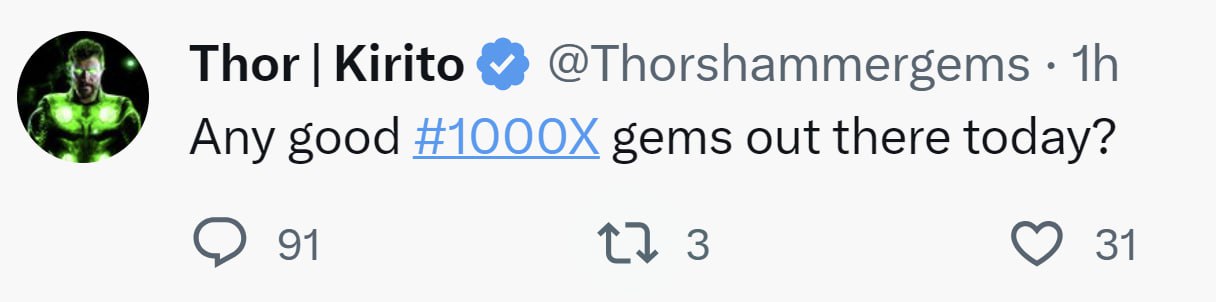 Thor | Kirito @Thorshammergems · 1h
Any good #1000X gems out there today?
91 3 31